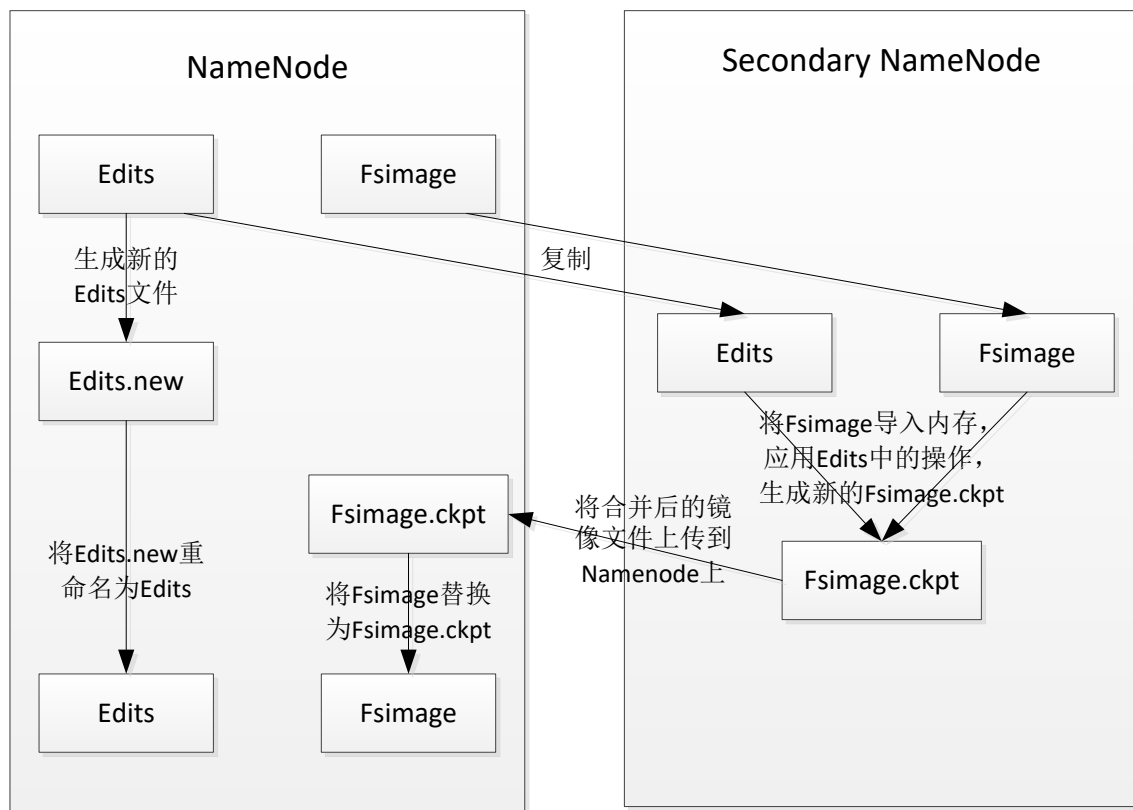 NameNode
Secondary NameNode
Edits
Fsimage
生成新的
Edits文件
复制
Edits.new
Edits
Fsimage
将Fsimage导入内存,
应用Edits中的操作,
生成新的Fsimage.ckpt
Fsimage.ckpt
将合并后的镜
像文件上传到
Namenode上
Fsimage.ckpt
将Edits.new重
命名为Edits
将Fsimage替换
为Fsimage.ckpt
Edits
Fsimage